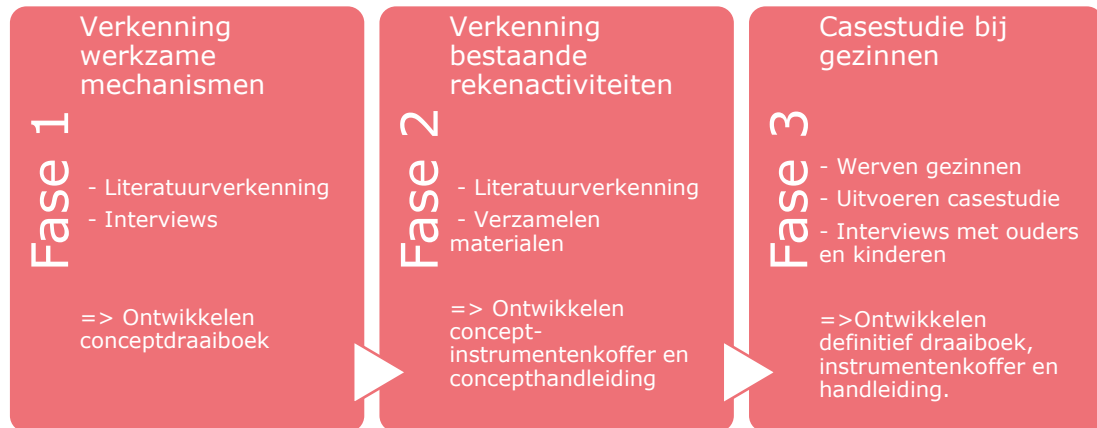 Fase 1
Verkenning
werkzame
mechanismen
- Literatuurverkenning
- Interviews
=> Ontwikkelen
conceptdraaiboek
Fase 2
Verkenning
bestaande
rekenactiviteiten
- Literatuurverkenning
- Verzamelen
materialen
=> Ontwikkelen
concept-
instrumentenkoffer en
concepthandleiding
Fase 3
Casestudie bij
gezinnen
- Werven gezinnen
- Uitvoeren casestudie
- Interviews met ouders
en kinderen
=>Ontwikkelen
definitief draaiboek,
instrumentenkoffer en
handleiding.